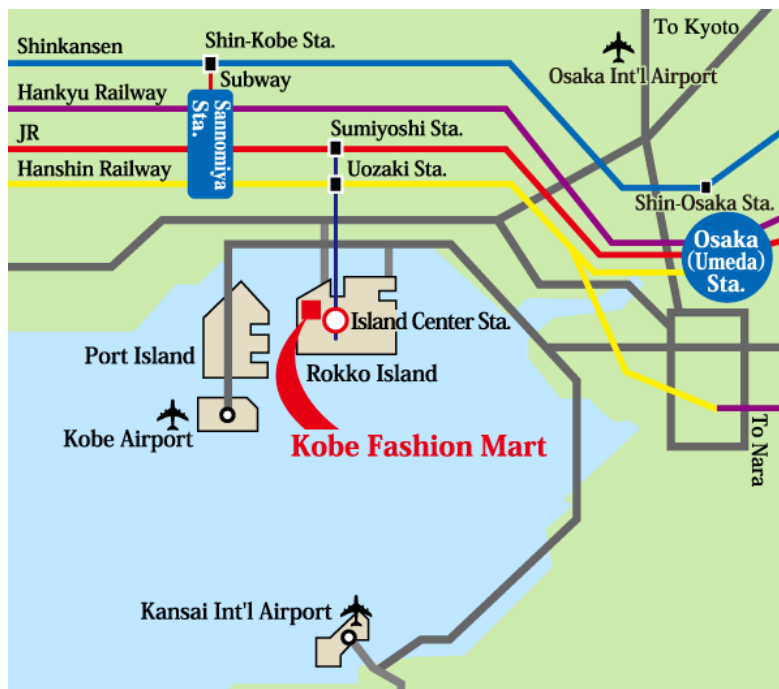 To Kyoto
Shinkansen
Shin-Kobe Sta.
Osaka Int'l Airport
Subway
Hankyu Railway
Sannomiya
Sta.
JR
Sumiyoshi Sta.
Hanshin Railway
Uozaki Sta.
Shin-Osaka Sta.
Osaka
(Umeda)
Sta.
Island Center Sta.
Port Island
Rokko Island
Kobe Airport
Kobe Fashion Mart
To Nara
Kansai Int'l Airport